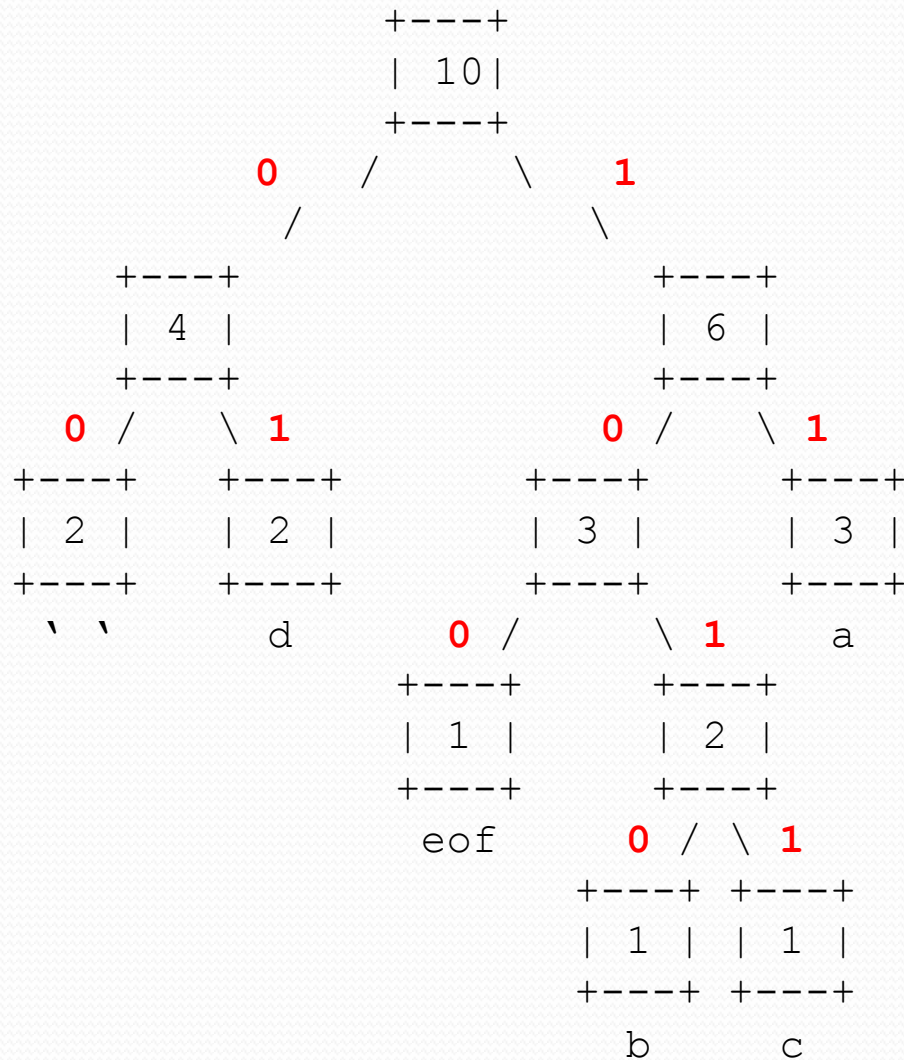 +----+
| 10|
+----+
0 / \ 1
/ \
+----+ +----+
| 4 | | 6 |
+----+ +----+
0 / \ 1 0 / \ 1
+----+ +----+ +----+ +----+
| 2 | | 2 | | 3 | | 3 |
+----+ +----+ +----+ +----+
` ` d 0 / \ 1 a
+----+ +----+
| 1 | | 2 |
+----+ +----+
eof 0 / \ 1
+----+ +----+
| 1 | | 1 |
+----+ +----+
b c